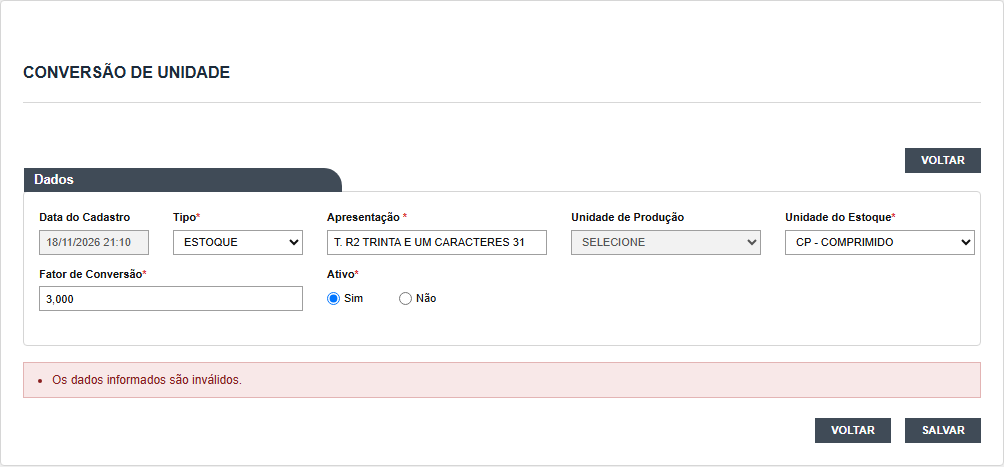 CONVERSÃO DE UNIDADE
VOLTAR
Dados
Data do Cadastro Tipo* Apresentação * Unidade de Produção Unidade do Estoque*
18/11/2026 21:10 ESTOQUE T. R2 TRINTA E UM CARACTERES 31 SELECIONE CP - COMPRIMIDO
Fator de Conversão* Ativo*
3,000 Sim Não
Os dados informados são inválidos.
VOLTAR SALVAR